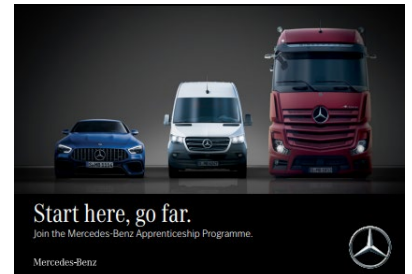 Start here, go far.
Join the Mercedes-Benz Apprenticeship Programme.
Mercedes-Benz